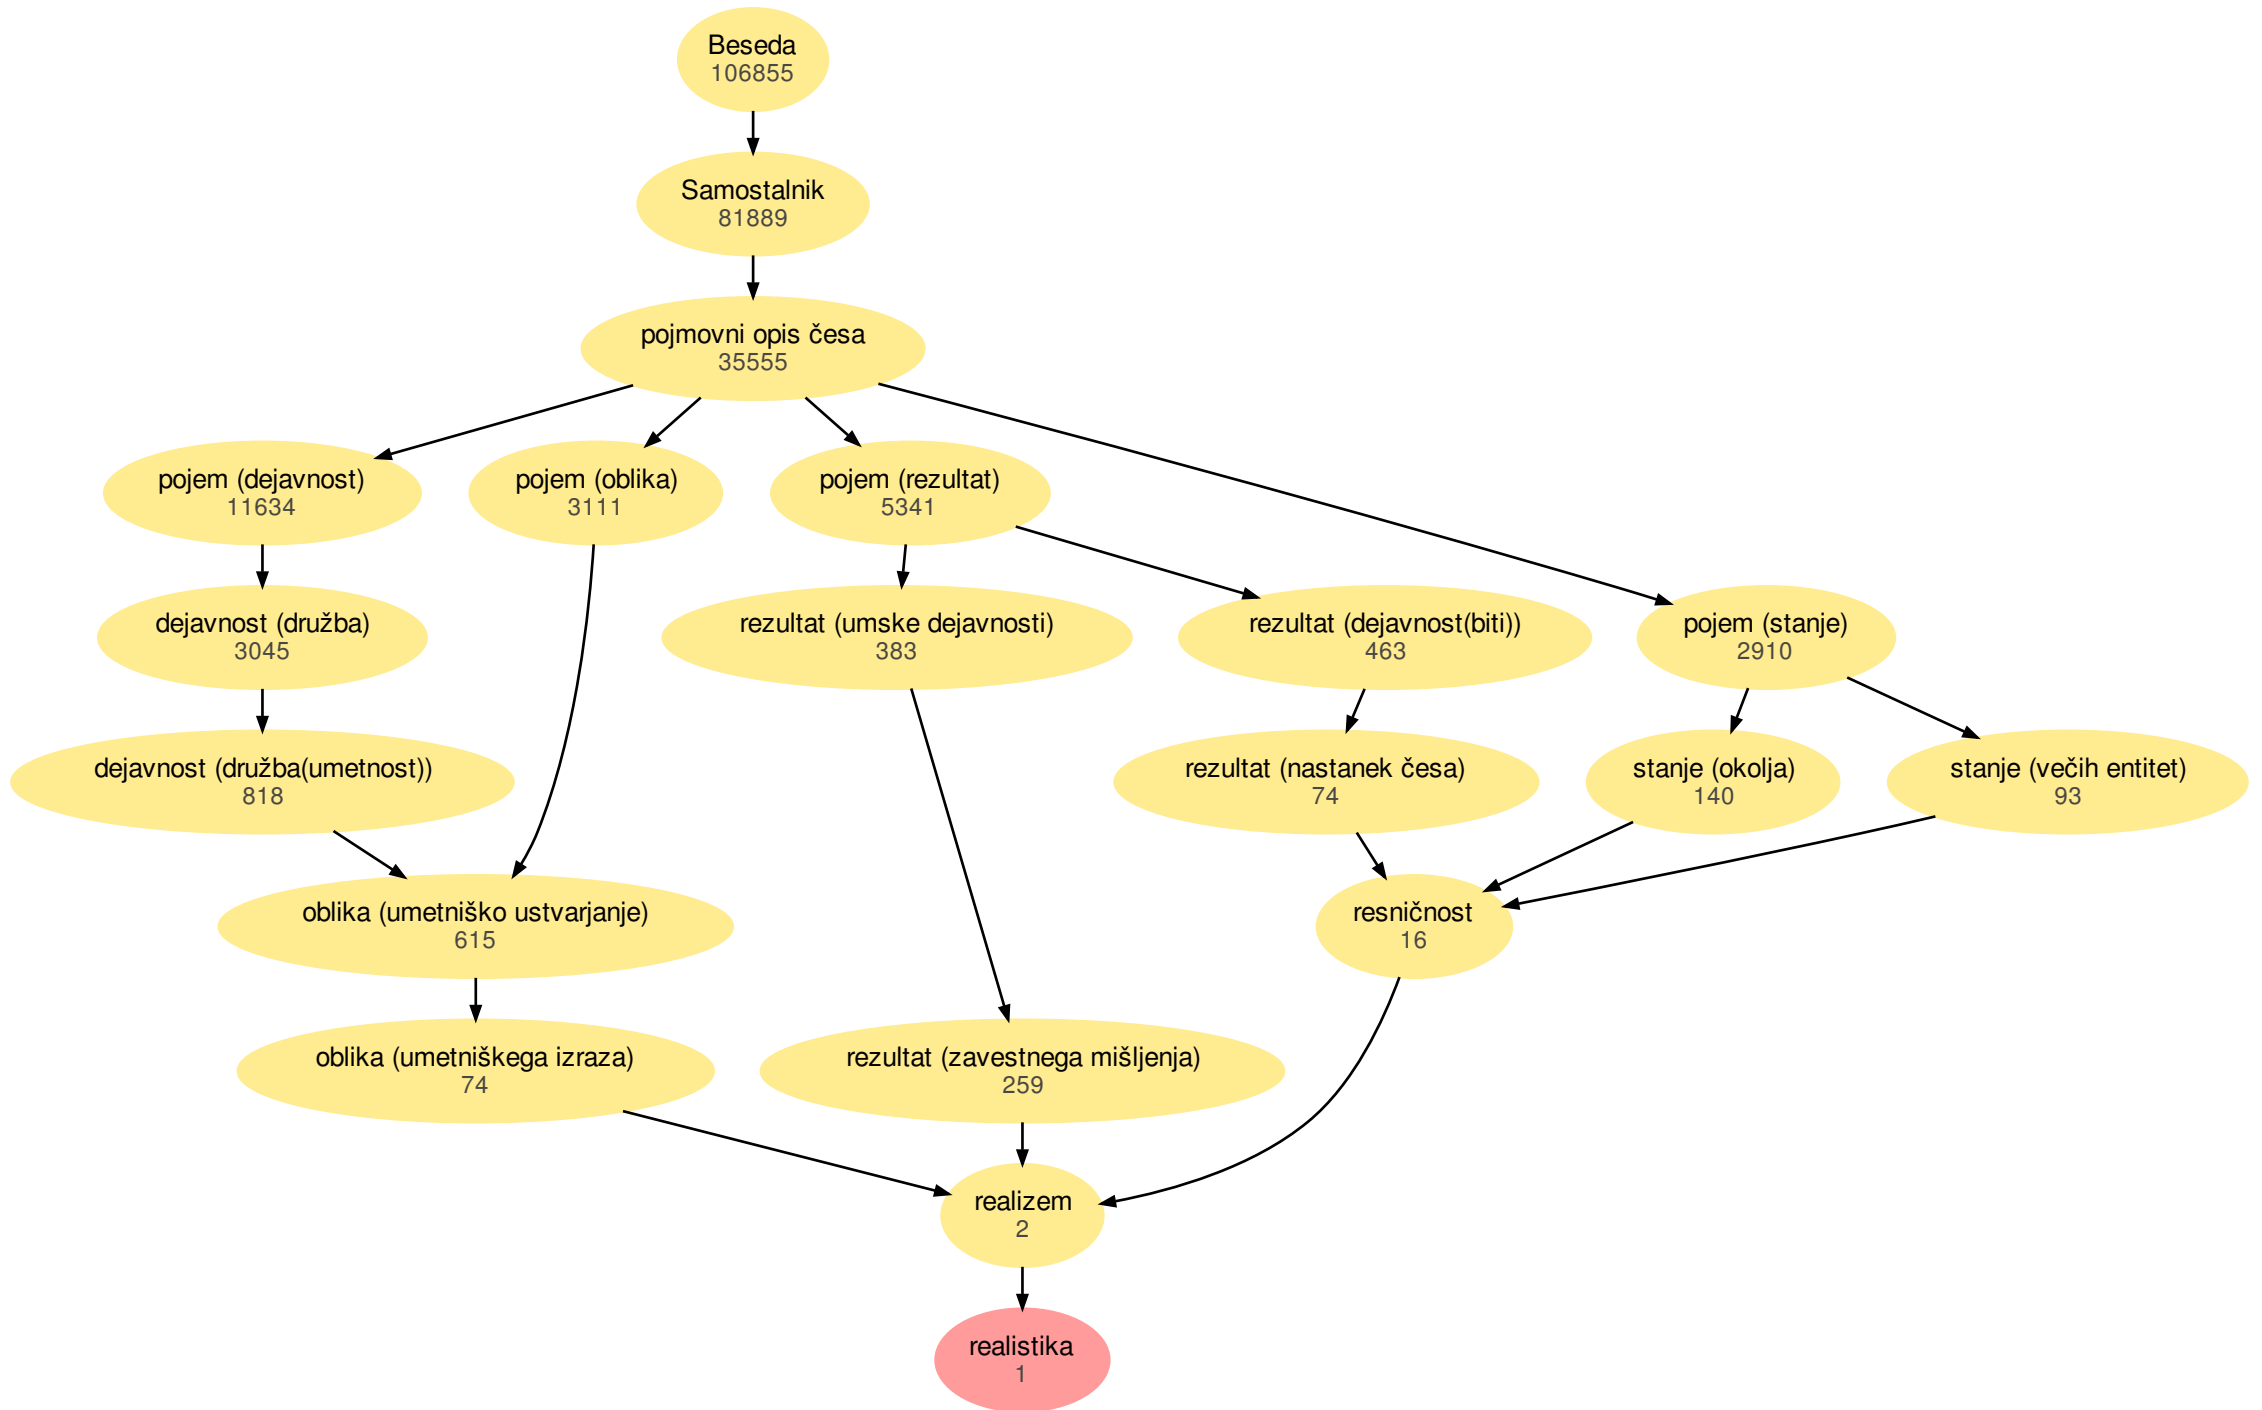 Beseda
106855
Samostalnik
81889
pojmovni opis česa
35555
pojem (dejavnost)
11634
pojem (oblika)
3111
pojem (rezultat)
5341
dejavnost (družba)
3045
rezultat (umske dejavnosti)
383
rezultat (dejavnost(biti))
463
pojem (stanje)
2910
dejavnost (družba(umetnost))
818
rezultat (nastanek česa)
74
stanje (okolja)
140
stanje (večih entitet)
93
oblika (umetniško ustvarjanje)
615
resničnost
16
oblika (umetniškega izraza)
74
rezultat (zavestnega mišljenja)
259
realizem
2
realistika
1